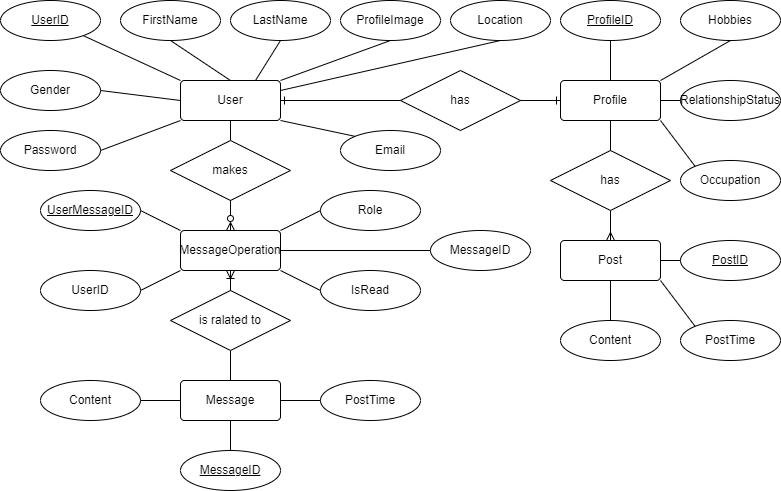 UserID
FirstName
LastName
ProfileImage
Location
ProfileID
Hobbies
Gender
User
has
Profile
RelationshipStatus
Password
Email
makes
has
Occupation
UserMessageID
Role
MessageOperation
MessageID
Post
PostID
UserID
IsRead
is ralated to
Content
PostTime
Content
Message
PostTime
MessageID